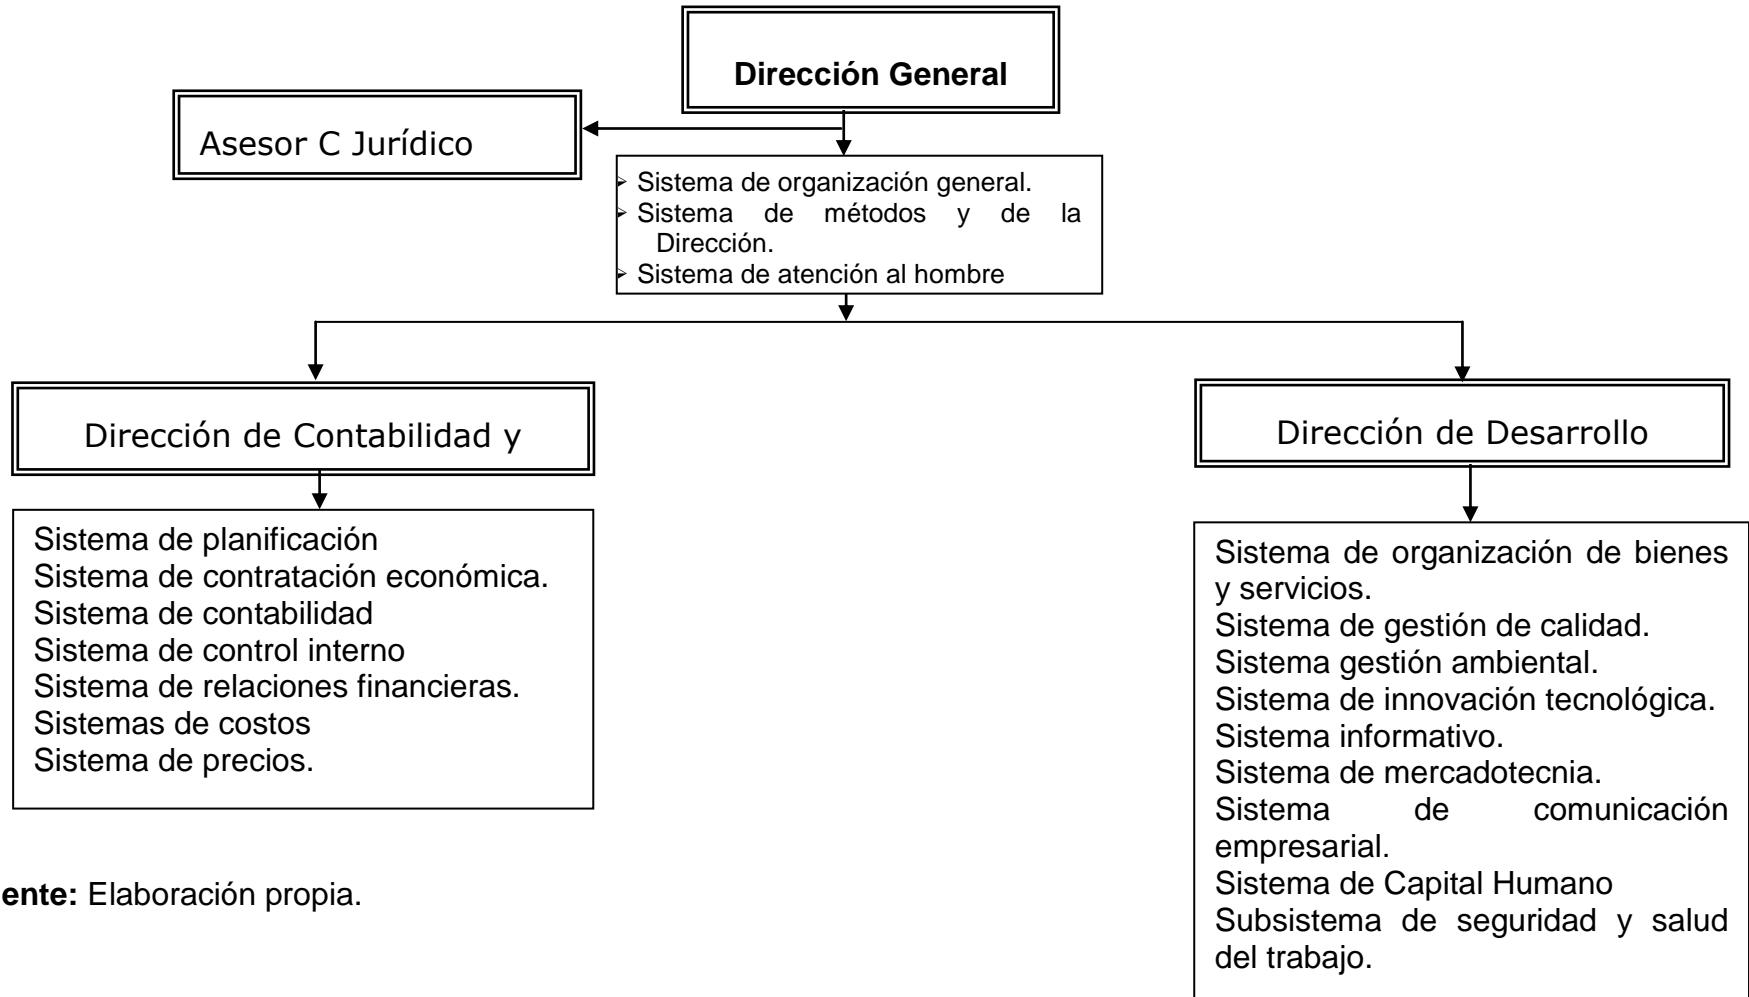 Dirección General
Asesor C Jurídico
Sistema de organización general.
Sistema de métodos y de la
Dirección.
Sistema de atención al hombre
Dirección de Contabilidad y
Dirección de Desarrollo
Sistema de planificación
Sistema de contratación económica.
Sistema de contabilidad
Sistema de control interno
Sistema de relaciones financieras.
Sistemas de costos
Sistema de precios.
Sistema de organización de bienes
y servicios.
Sistema de gestión de calidad.
Sistema gestión ambiental.
Sistema de innovación tecnológica.
Sistema informativo.
Sistema de mercadotecnia.
Sistema de comunicación
empresarial.
Sistema de Capital Humano
Subsistema de seguridad y salud
del trabajo.
ente: Elaboración propia.